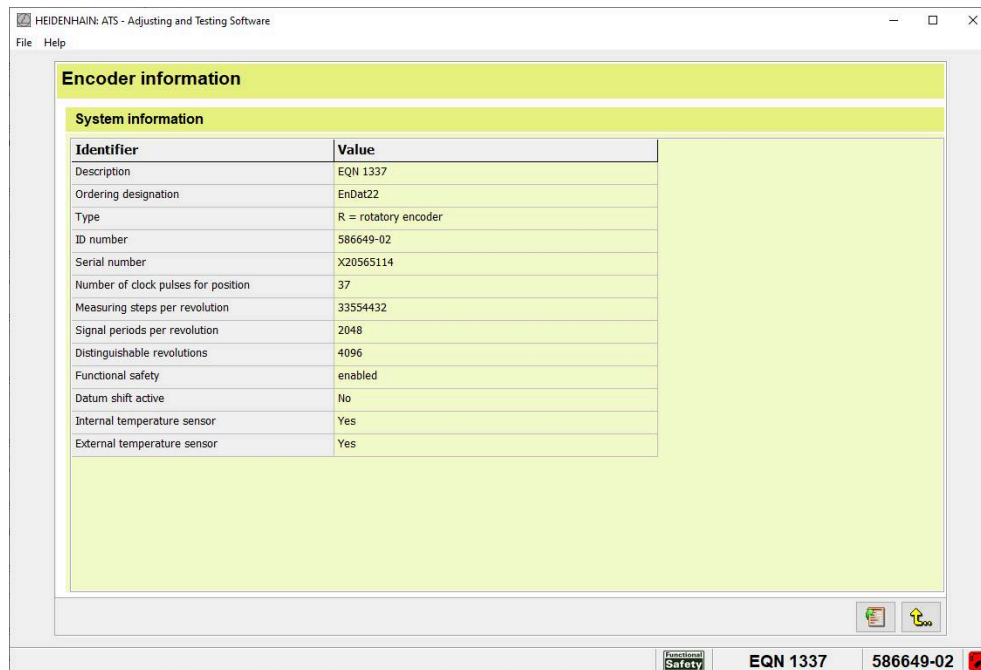 HEIDENHAIN: ATS - Adjusting and Testing Software
File Help
Encoder information
System information
Identifier Value
Description EQN 1337
Ordering designation EnDat22
Type R = rotatory encoder
ID number 586649-02
Serial number X20565114
Number of clock pulses for position 37
Measuring steps per revolution 33554432
Signal periods per revolution 2048
Distinguishable revolutions 4096
Functional safety enabled
Datum shift active No
Internal temperature sensor Yes
External temperature sensor Yes
Functional
Safety EQN 1337 586649-02